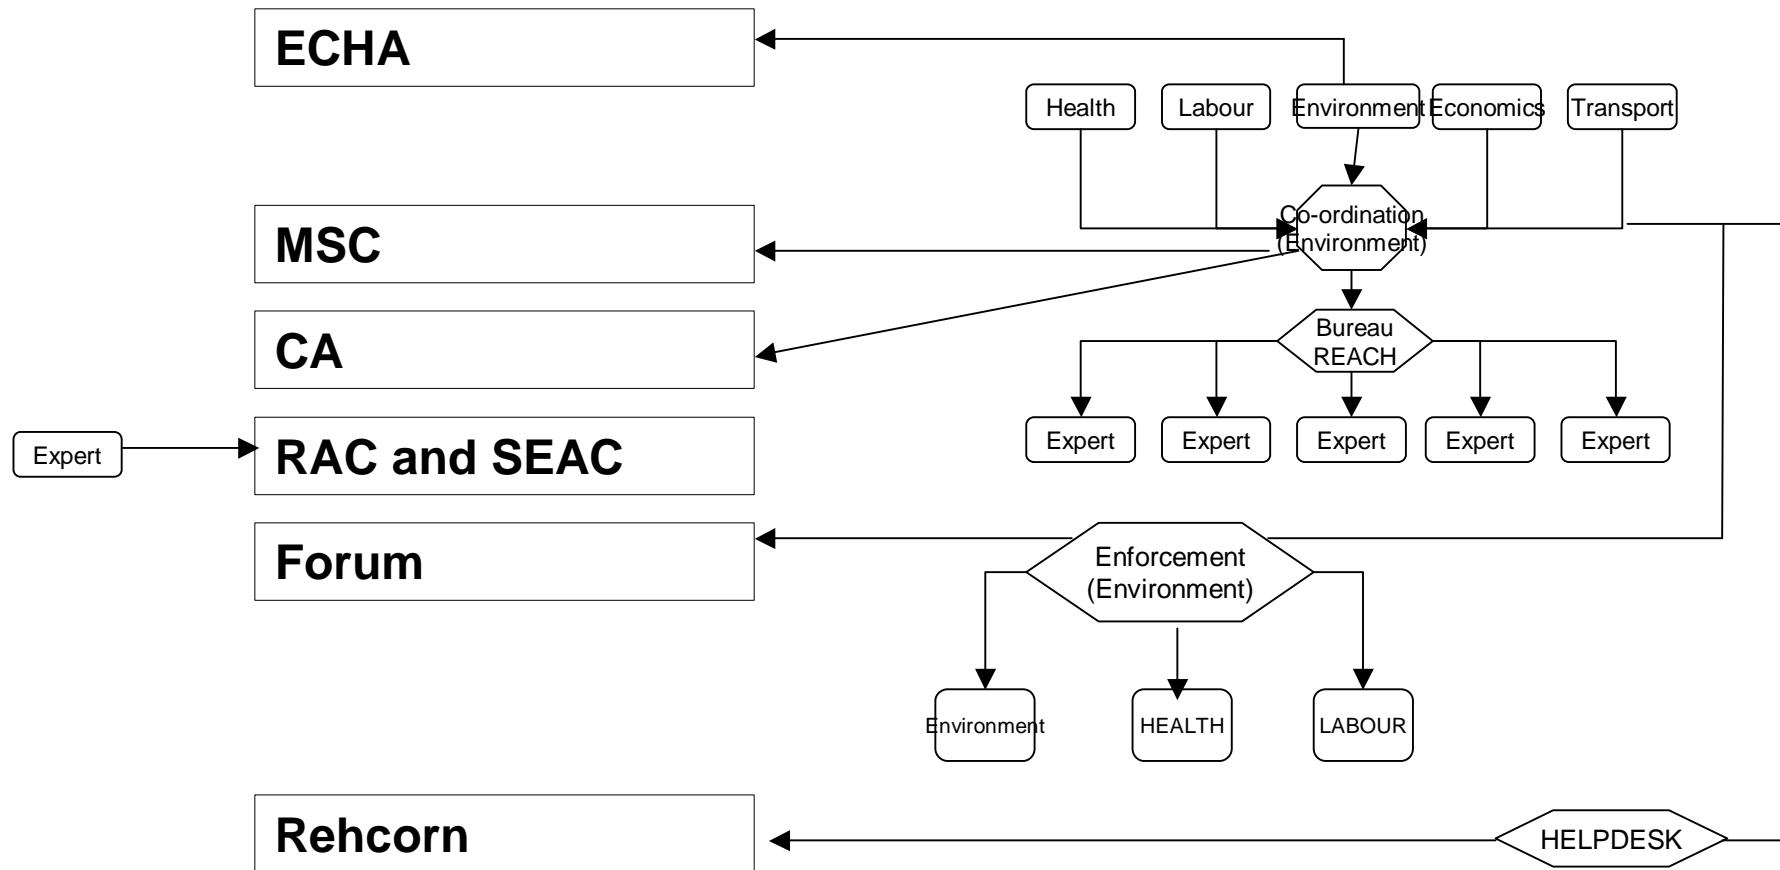 ECHA
Health
Labour
Environment
Economics
Transport
MSC
Co-ordination
(Environment)
CA
Bureau
REACH
Expert
RAC and SEAC
Expert
Expert
Expert
Expert
Expert
Forum
Enforcement
(Environment)
Environment
HEALTH
LABOUR
Rehcorn
HELPDESK